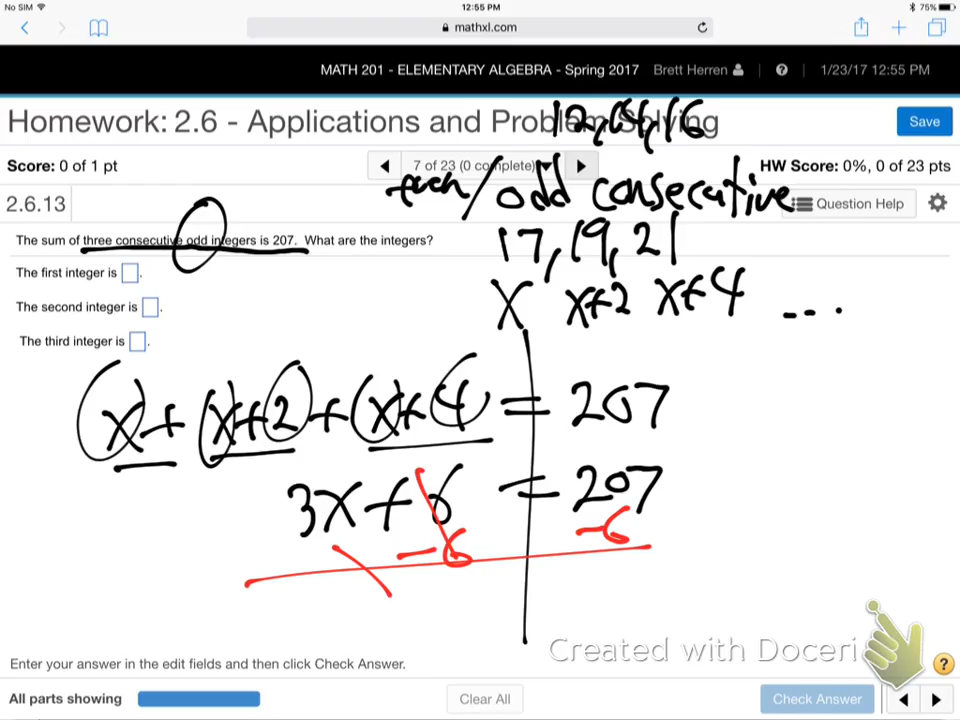 No SIM 12:55 PM 75%
mathxl.com
MATH 201 - ELEMENTARY ALGEBRA - Spring 2017 Brett Herren ? 1/23/17 12:55 PM
Homework: 2.6 - Applications and Problem Solving Save
12, 14, 16
Score: 0 of 1 pt 7 of 23 (0 complete) HW Score: 0%, 0 of 23 pts
even/odd consecutive
2.6.13 Question Help
The sum of three consecutive odd integers is 207. What are the integers?
17, 19, 21
The first integer is .
x x+2 x+4 ...
The second integer is .
The third integer is .
(x)+(x+2)+(x+4 = 207
3x+6 = 207
-6 -6
Created with Doceri
Enter your answer in the edit fields and then click Check Answer. ?
All parts showing Clear All Check Answer